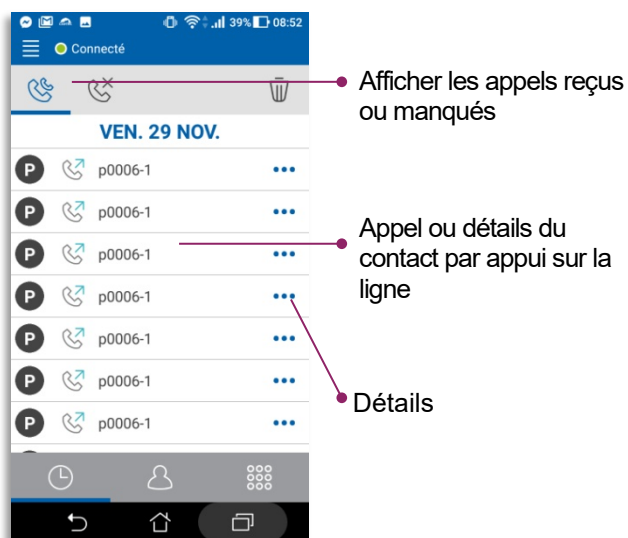 39% 08:52
Connecté
Afficher les appels reçus
ou manqués
VEN. 29 NOV.
P p0006-1
P p0006-1
P p0006-1
P p0006-1
P p0006-1
P p0006-1
P p0006-1
Appel ou détails du
contact par appui sur la
ligne
Détails